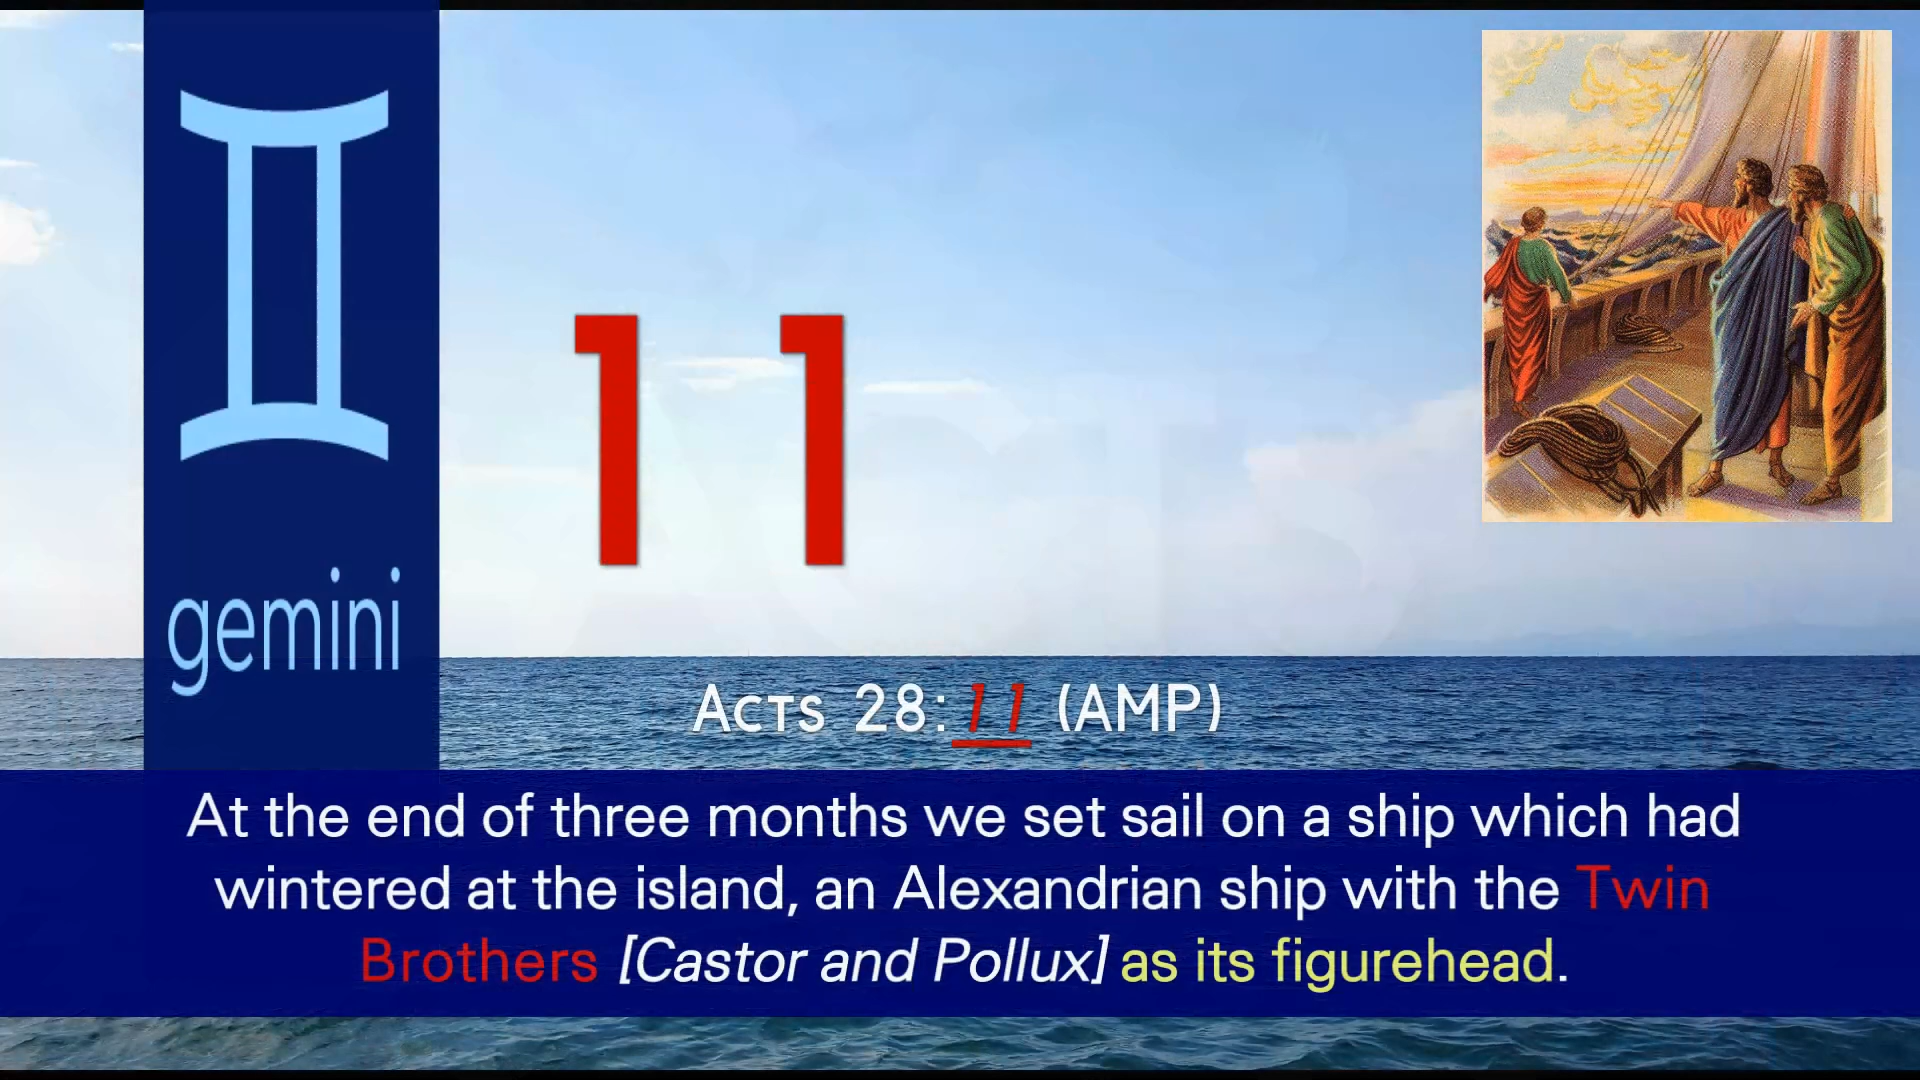 gemini
11
Acts 28:11 (AMP)
At the end of three months we set sail on a ship which had
wintered at the island, an Alexandrian ship with the Twin
Brothers [Castor and Pollux] as its figurehead.